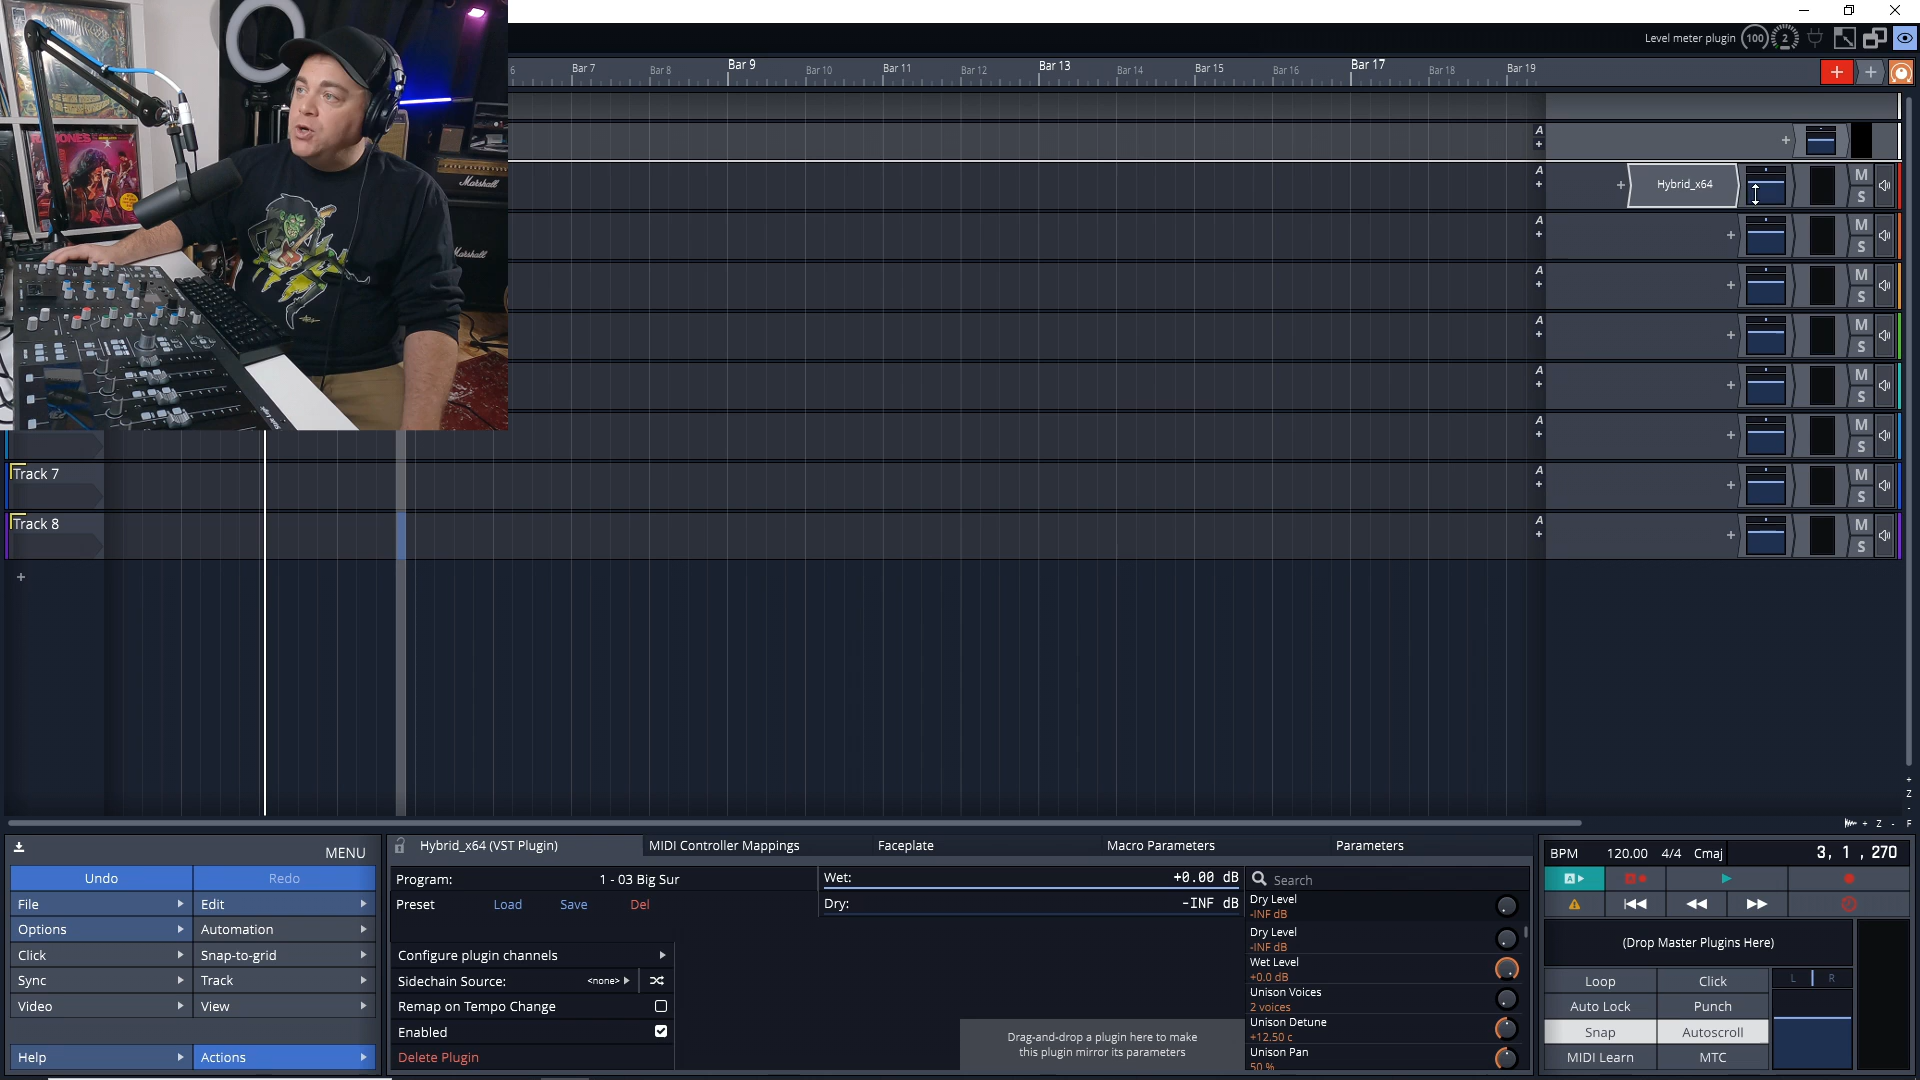 RAMONES
Marshall
Marshall
Level meter plugin
100
2
6
Bar 7
Bar 8
Bar 9
Bar 10
Bar 11
Bar 12
Bar 13
Bar 14
Bar 15
Bar 16
Bar 17
Bar 18
Bar 19
+
+
A
+
+
A
+
+
Hybrid_x64
M
S
A
+
+
M
S
A
+
+
M
S
A
+
+
M
S
A
+
+
M
S
A
+
+
M
S
Track 7
A
+
+
M
S
Track 8
A
+
+
M
S
+
+
Z
-
+ Z - F
MENU
Undo
Redo
File
Edit
Options
Automation
Click
Snap-to-grid
Sync
Track
Video
View
Help
Actions
Hybrid_x64 (VST Plugin)
MIDI Controller Mappings
Faceplate
Macro Parameters
Parameters
Program:
1 - 03 Big Sur
Preset
Load
Save
Del
Wet:
+0.00 dB
Dry:
-INF dB
Configure plugin channels
Sidechain Source:
<none>
Remap on Tempo Change
Enabled
Delete Plugin
Drag-and-drop a plugin here to make
this plugin mirror its parameters
Search
Dry Level
-INF dB
Dry Level
-INF dB
Wet Level
+0.0 dB
Unison Voices
2 voices
Unison Detune
+12.50 c
Unison Pan
50 %
BPM
120.00
4/4
Cmaj
3, 1 , 270
A
A
(Drop Master Plugins Here)
Loop
Click
L
R
Auto Lock
Punch
Snap
Autoscroll
MIDI Learn
MTC